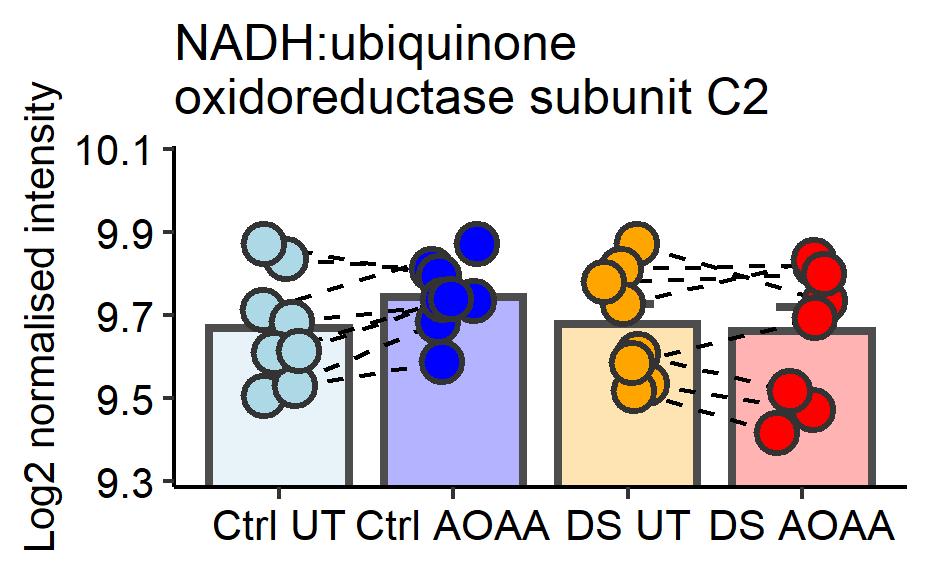 NADH:ubiquinone
oxidoreductase subunit C2
Log2 normalised intensity
10.1
9.9
9.7
9.5
9.3
Ctrl UT Ctrl AOAA DS UT DS AOAA